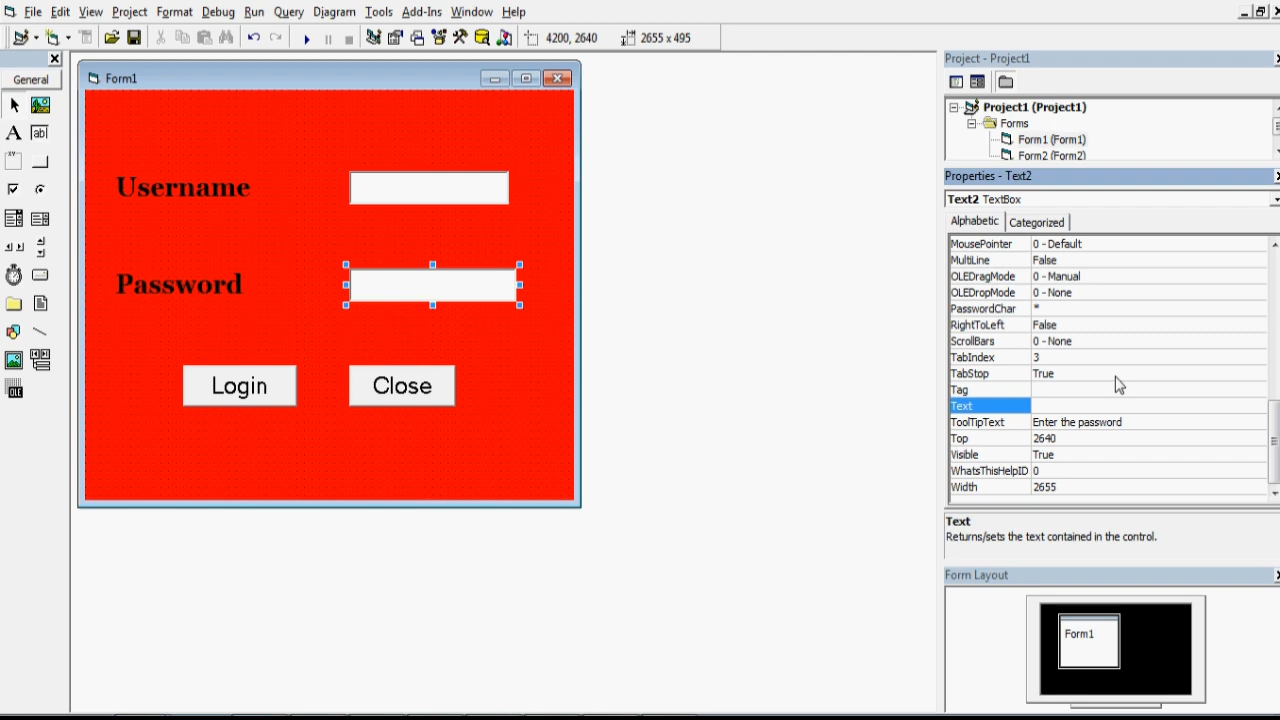 File Edit View Project Format Debug Run Query Diagram Tools Add-Ins Window Help
4200, 2640 2655 x 495
General
A ab
Form1
Username
Password
Login Close
Project - Project1
Project1 (Project1)
Forms
Form1 (Form1)
Form2 (Form2)
Properties - Text2
Text2 TextBox
Alphabetic Categorized
MousePointer 0 - Default
MultiLine False
OLEDragMode 0 - Manual
OLEDropMode 0 - None
PasswordChar *
RightToLeft False
ScrollBars 0 - None
TabIndex 3
TabStop True
Tag
Text
ToolTipText Enter the password
Top 2640
Visible True
WhatsThisHelpID 0
Width 2655
Text
Returns/sets the text contained in the control.
Form Layout
Form1